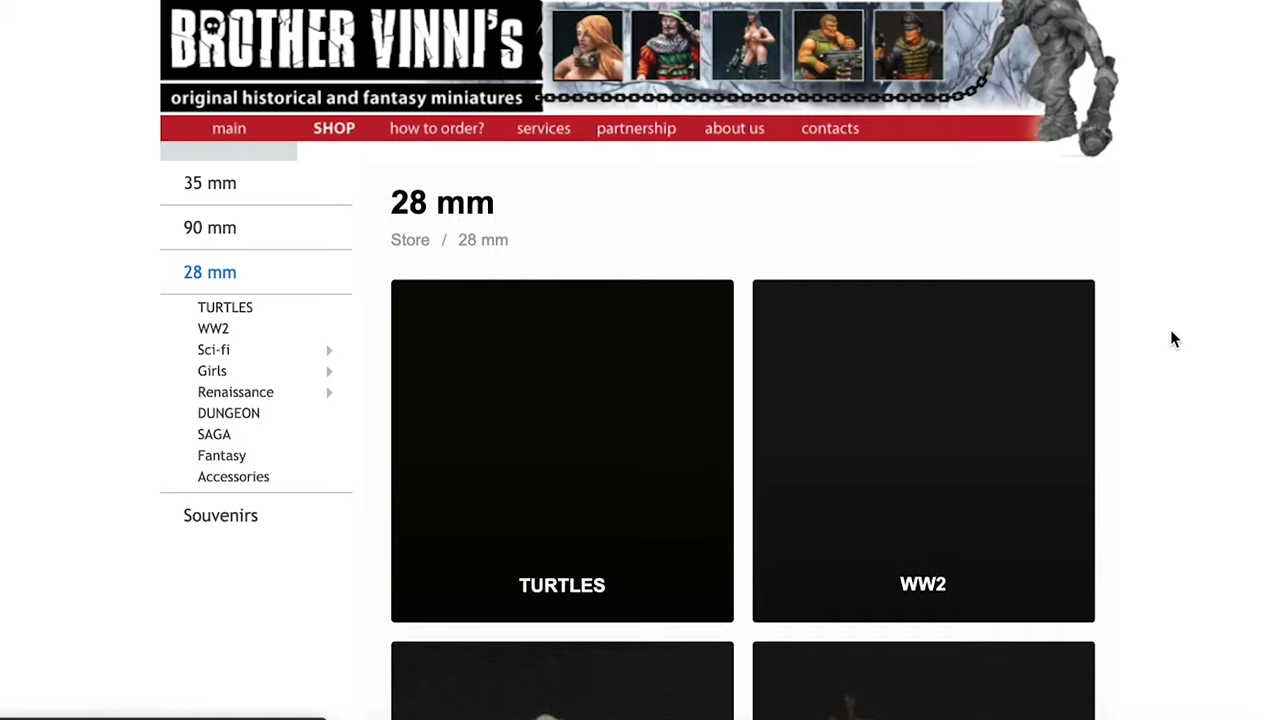 BROTHER VINNI's
original historical and fantasy miniatures
main SHOP how to order? services partnership about us contacts
35 mm
90 mm
28 mm
TURTLES
WW2
Sci-fi
Girls
Renaissance
DUNGEON
SAGA
Fantasy
Accessories
Souvenirs
28 mm
Store / 28 mm
TURTLES
WW2